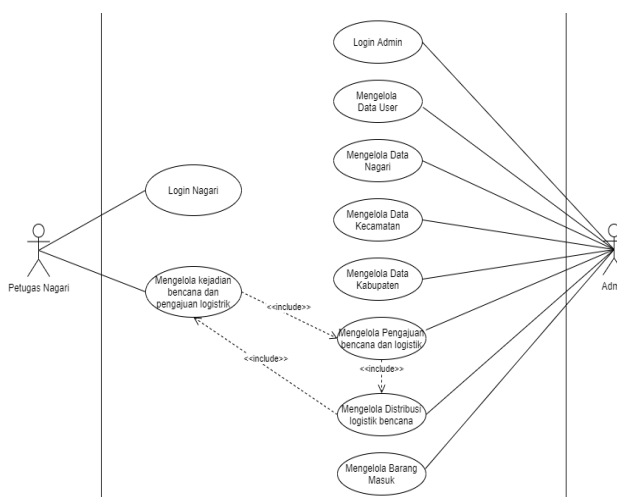 Login Admin
Mengelola
Data User
Mengelola Data
Nagari
Login Nagari
Mengelola Data
Kecamatan
Petugas Nagari
Mengelola kejadian
bencana dan
pengajuan logistrik
Mengelola Data
Kabupaten
Adm
<<include>>
Mengelola Pengajuan
bencana dan logistik
<<include>>
<<include>>
Mengelola Distribusi
logistik bencana
Mengelola Barang
Masuk